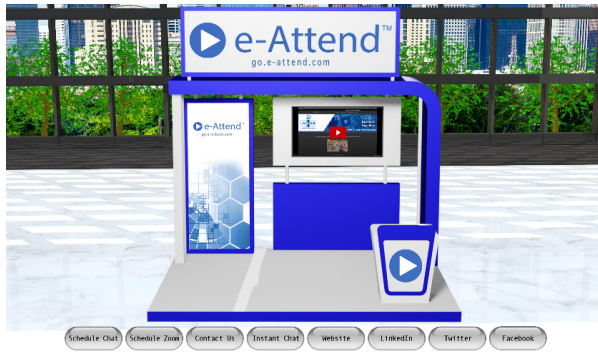 e-Attend™
go.e-attend.com
e-Attend™
go.e-attend.com
Schedule Chat
Schedule Zoom
Contact Us
Instant Chat
Website
LinkedIn
Twitter
Facebook